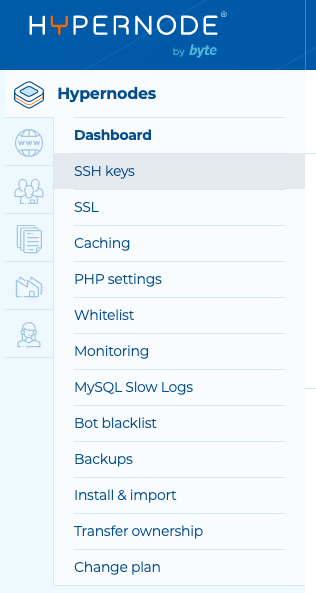 HYPERNODE®
by byte
Hypernodes
www
Dashboard
SSH keys
SSL
Caching
PHP settings
Whitelist
Monitoring
MySQL Slow Logs
Bot blacklist
Backups
Install & import
Transfer ownership
Change plan